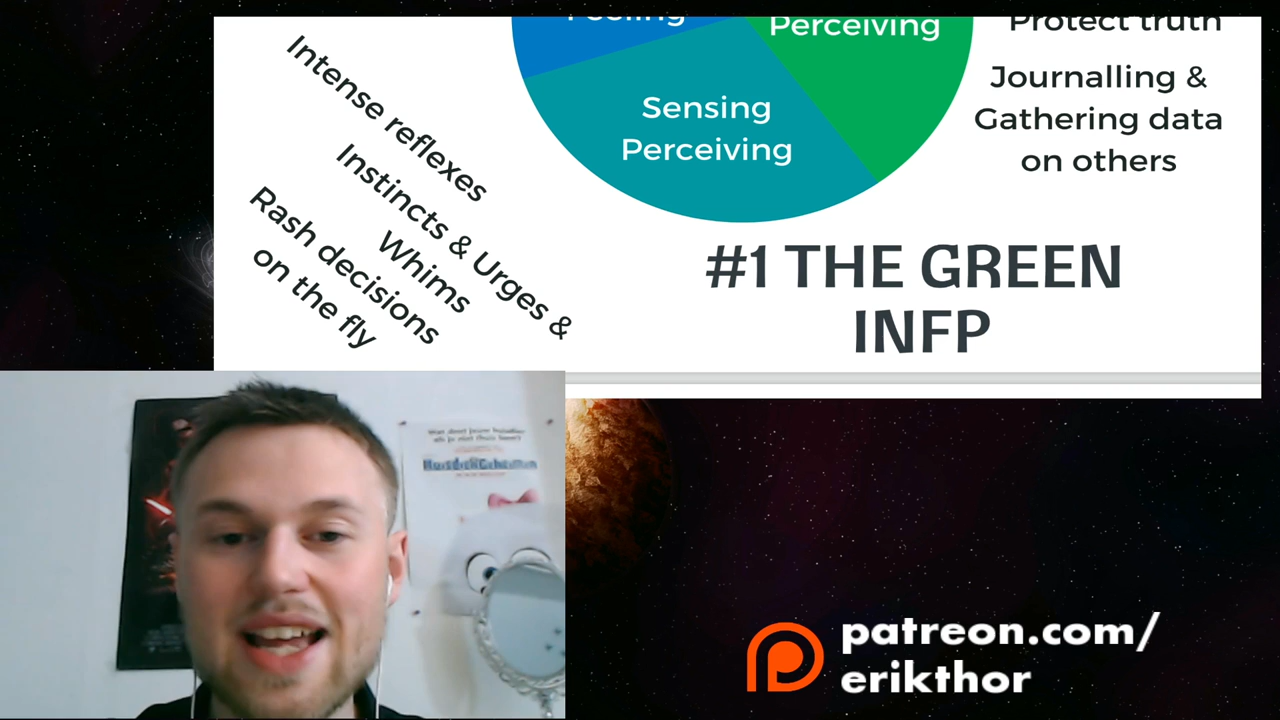 Feeling
Perceiving
Protect truth
Journalling &
Gathering data
on others
Sensing
Perceiving
Intense reflexes
Instincts & Urges &
Whims
Rash decisions
on the fly
#1 THE GREEN
INFP
patreon.com/
erikthor